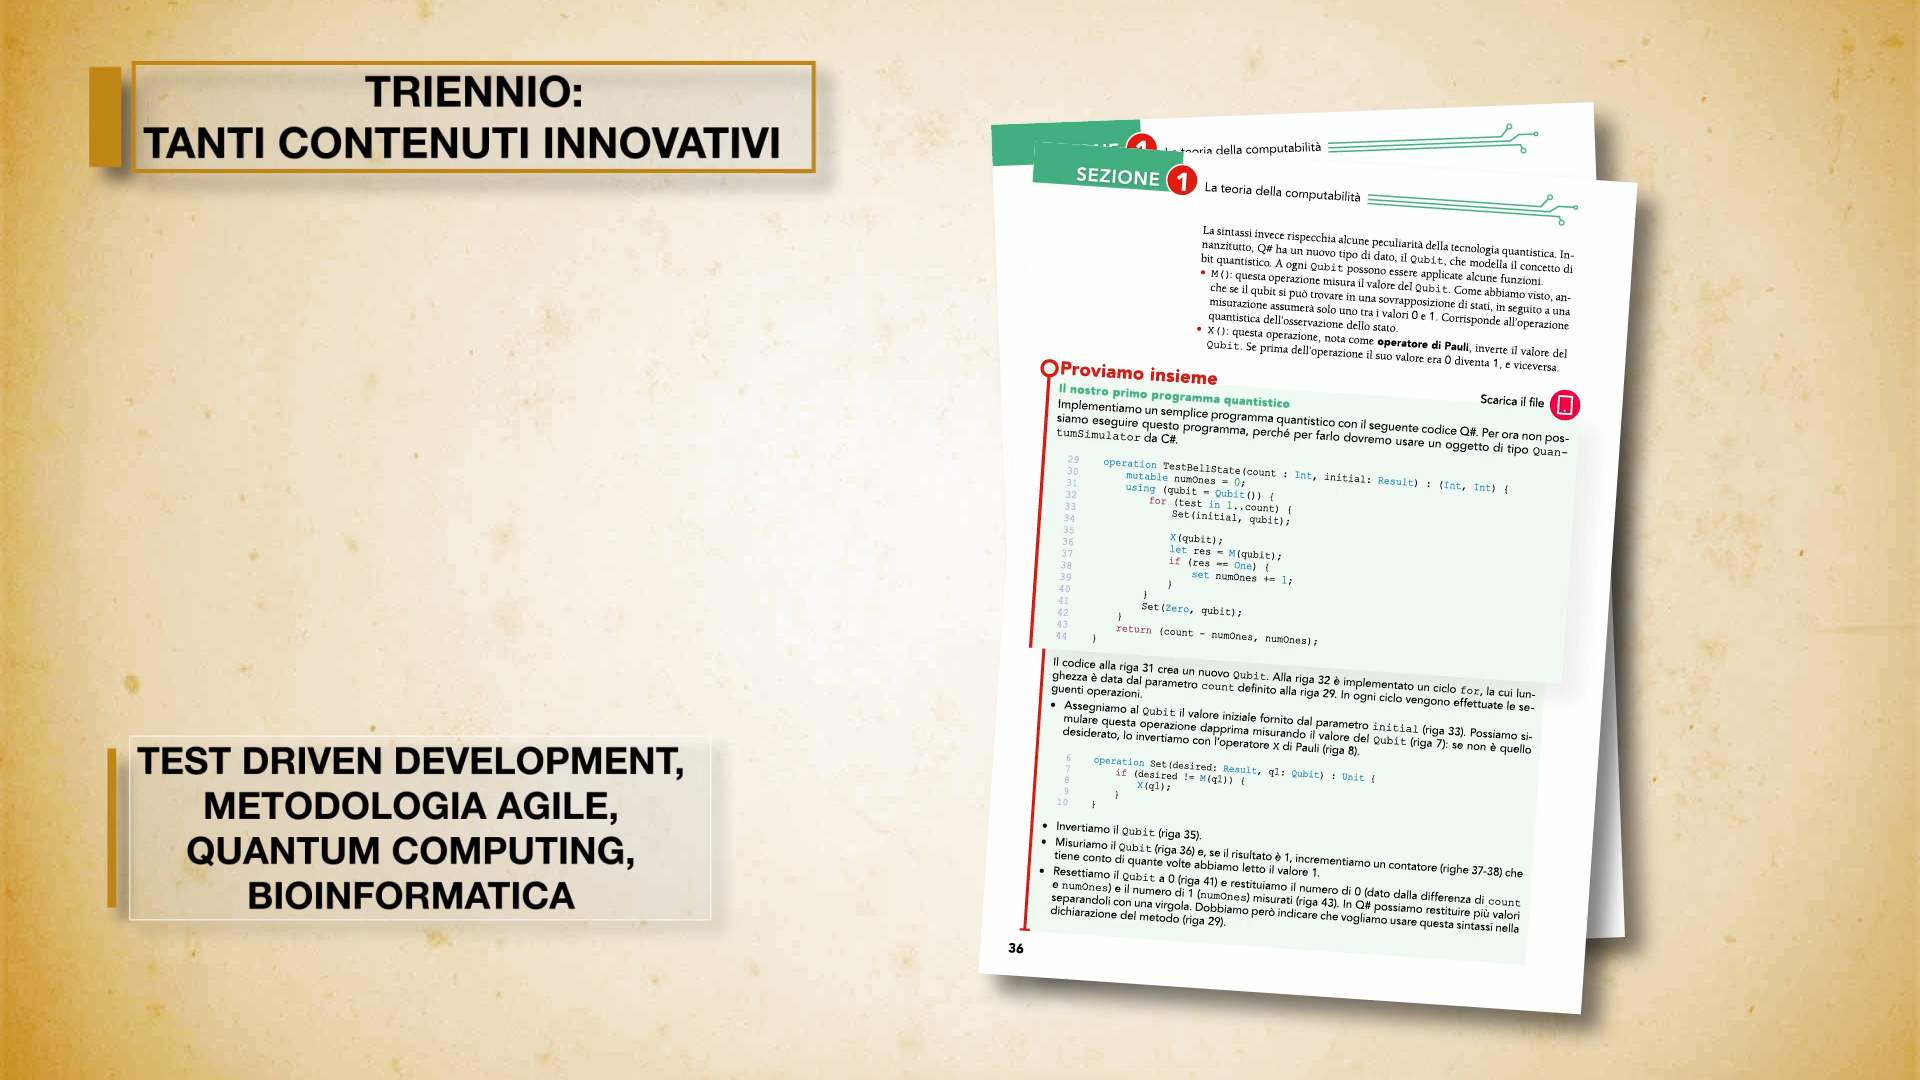 TRIENNIO:
TANTI CONTENUTI INNOVATIVI
TEST DRIVEN DEVELOPMENT,
METODOLOGIA AGILE,
QUANTUM COMPUTING,
BIOINFORMATICA
1 teoria della computabilità
SEZIONE 1 La teoria della computabilità
La sintassi invece rispecchia alcune peculiarità della tecnologia quantistica. In-
nanzitutto, Q# ha un nuovo tipo di dato, il Qubit, che modella il concetto di
bit quantistico. A ogni Qubit possono essere applicate alcune funzioni.
• M(): questa operazione misura il valore del Qubit. Come abbiamo visto, an-
che se il qubit si può trovare in una sovrapposizione di stati, in seguito a una
misurazione assumerà solo uno tra i valori 0 e 1. Corrisponde all'operazione
quantistica dell'osservazione dello stato.
• X(): questa operazione, nota come operatore di Pauli, inverte il valore del
Qubit. Se prima dell'operazione il suo valore era 0 diventa 1, e viceversa.
Proviamo insieme
Il nostro primo programma quantistico
Scarica il file
Implementiamo un semplice programma quantistico con il seguente codice Q#. Per ora non pos-
siamo eseguire questo programma, perché per farlo dovremo usare un oggetto di tipo Quan-
tumSimulator da C#.
29 operation TestBellState(count : Int, initial: Result) : (Int, Int) {
30 mutable numOnes = 0;
31 using (qubit = Qubit()) {
32 for (test in 1..count) {
33 Set(initial, qubit);
34
35 X(qubit);
36 let res = M(qubit);
37 if (res == One) {
38 set numOnes += 1;
39 }
40 }
41 Set(Zero, qubit);
42 }
43 return (count - numOnes, numOnes);
44 }
Il codice alla riga 31 crea un nuovo Qubit. Alla riga 32 è implementato un ciclo for, la cui lun-
ghezza è data dal parametro count definito alla riga 29. In ogni ciclo vengono effettuate le se-
guenti operazioni.
• Assegniamo al Qubit il valore iniziale fornito dal parametro initial (riga 33). Possiamo si-
mulare questa operazione dapprima misurando il valore del Qubit (riga 7): se non è quello
desiderato, lo invertiamo con l'operatore X di Pauli (riga 8).
6 operation Set(desired: Result, q1: Qubit) : Unit {
7 if (desired != M(q1)) {
8 X(q1);
9 }
10 }
• Invertiamo il Qubit (riga 35).
• Misuriamo il Qubit (riga 36) e, se il risultato è 1, incrementiamo un contatore (righe 37-38) che
tiene conto di quante volte abbiamo letto il valore 1.
• Resettiamo il Qubit a 0 (riga 41) e restituiamo il numero di 0 (dato dalla differenza di count
e numOnes) e il numero di 1 (numOnes) misurati (riga 43). In Q# possiamo restituire più valori
separandoli con una virgola. Dobbiamo però indicare che vogliamo usare questa sintassi nella
dichiarazione del metodo (riga 29).
36